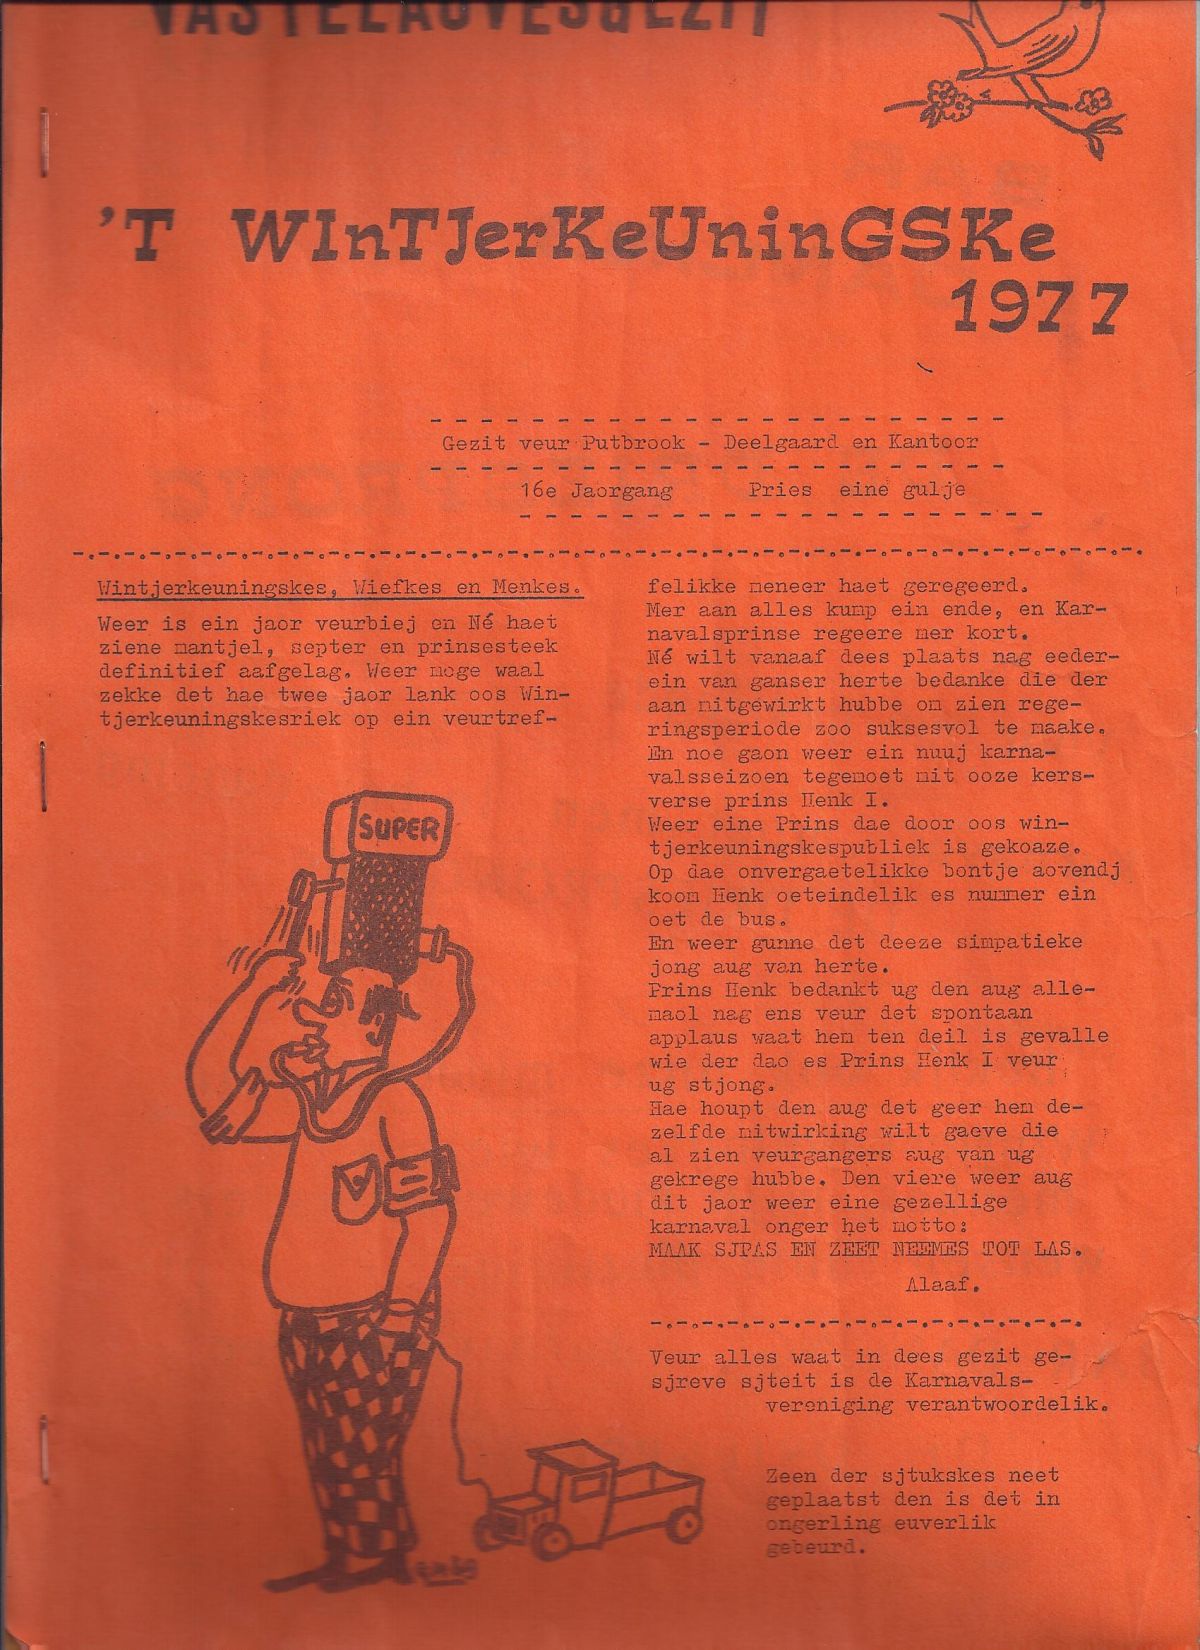 VASTELAOVESGEZIT
'T WInTJerKeUninGSKe
1977
Gezit veur Putbrook - Deelgaard en Kantoor
16e Jaorgang Pries eine gulje
Wintjerkeuningskes, Wiefkes en Menkes.
Weer is ein jaor veurbiej en Né haet
ziene mantjel, septer en prinsesteek
definitief aafgelag. Weer moge waal
zekke det hae twee jaor lank oos Win-
tjerkeuningskesriek op ein veurtref-
SUPER
felikke meneer haet geregeerd.
Mer aan alles kump ein ende, en Kar-
navalsprinse regeere mer kort.
Né wilt vanaaf dees plaats nag eeder-
ein van ganser herte bedanke die der
aan mitgewirkt hubbe om zien rege-
ringsperiode zoo suksesvol te maake.
En noe gaon weer ein nuuj karna-
valsseizoen tegemoet mit ooze kers-
verse prins Henk I.
Weer eine Prins dae door oos win-
tjerkeuningskespubliek is gekoaze.
Op dae onvergaetelikke bontje aovendj
koom Henk oeteindelik es nummer ein
oet de bus.
En weer gunne det deeze simpatieke
jong aug van herte.
Prins Henk bedankt ug den aug alle-
maol nag ens veur det spontaan
applaus waat hem ten deil is gevalle
wie der dao es Prins Henk I veur
ug stjong.
Hae houpt den aug det geer hem de-
zelfde mitwirking wilt gaeve die
al zien veurgangers aug van ug
gekrege hubbe. Den viere weer aug
dit jaor weer eine gezellige
karnaval onger het motto:
MAAK SJPAS EN ZEET NEEMES TOT LAS.
Alaaf.
Veur alles waat in dees gezit ge-
sjreve sjteit is de Karnavals-
vereniging verantwoordelik.
Zeen der sjtukskes neet
geplaatst den is det in
ongerling euverlik
gebeurd.